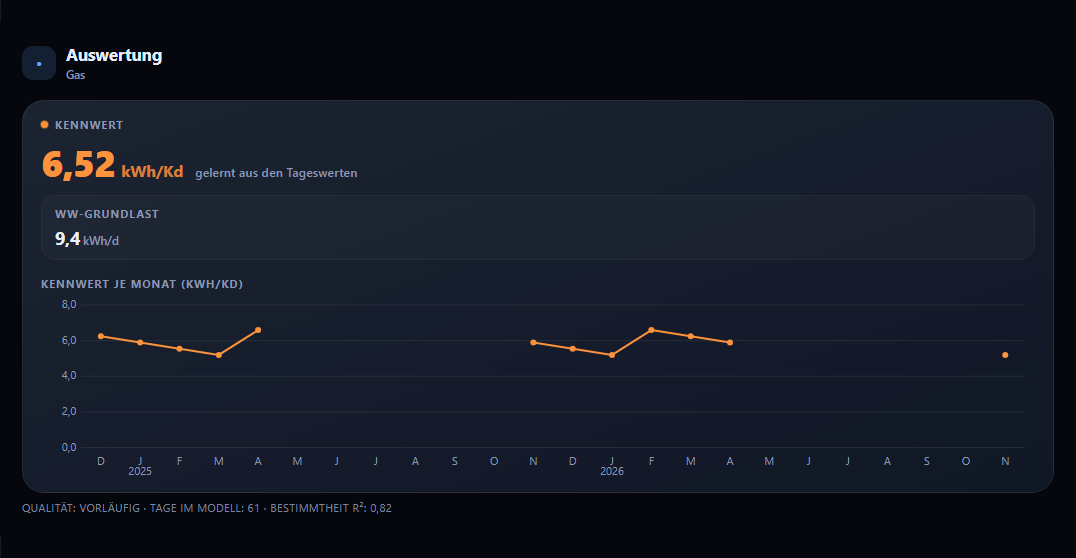 Auswertung
Gas
KENNWERT
6,52 kWh/Kd gelernt aus den Tageswerten
WW-GRUNDLAST
9,4 kWh/d
KENNWERT JE MONAT (KWH/KD)
8,0
6,0
4,0
2,0
0,0
D J F M A M J J A S O N D J F M A M J J A S O N
2025 2026
QUALITÄT: VORLÄUFIG · TAGE IM MODELL: 61 · BESTIMMTHEIT R²: 0,82